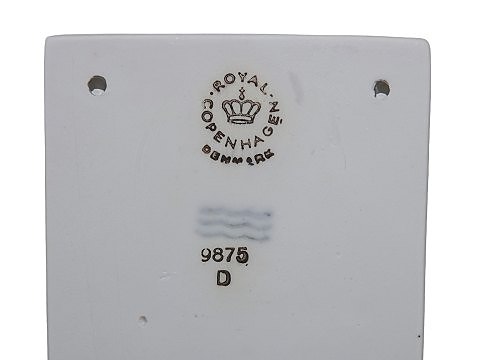 ROYAL
COPENHAGEN
DENMARK
9875
D